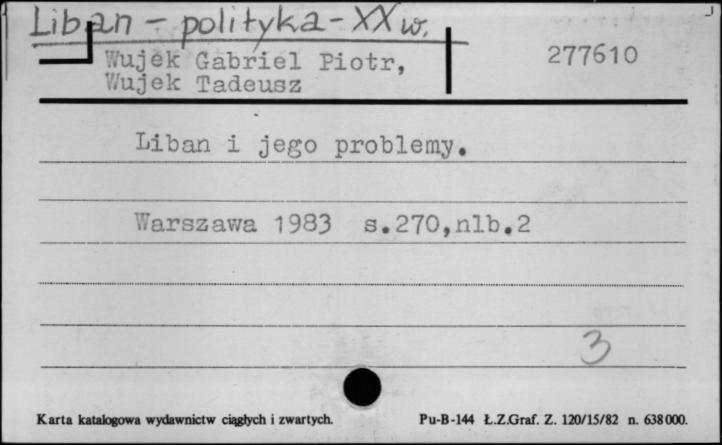 Liban - polityka - XX w.
Wujek Gabriel Piotr, 277610
Wujek Tadeusz
Liban i jego problemy.
Warszawa 1983 s.270,nlb.2
3
Karta katalogowa wydawnictw ciągłych i zwartych. Pu-B-144 Ł.Z.Graf. Z. 120/15/82 n. 638000.